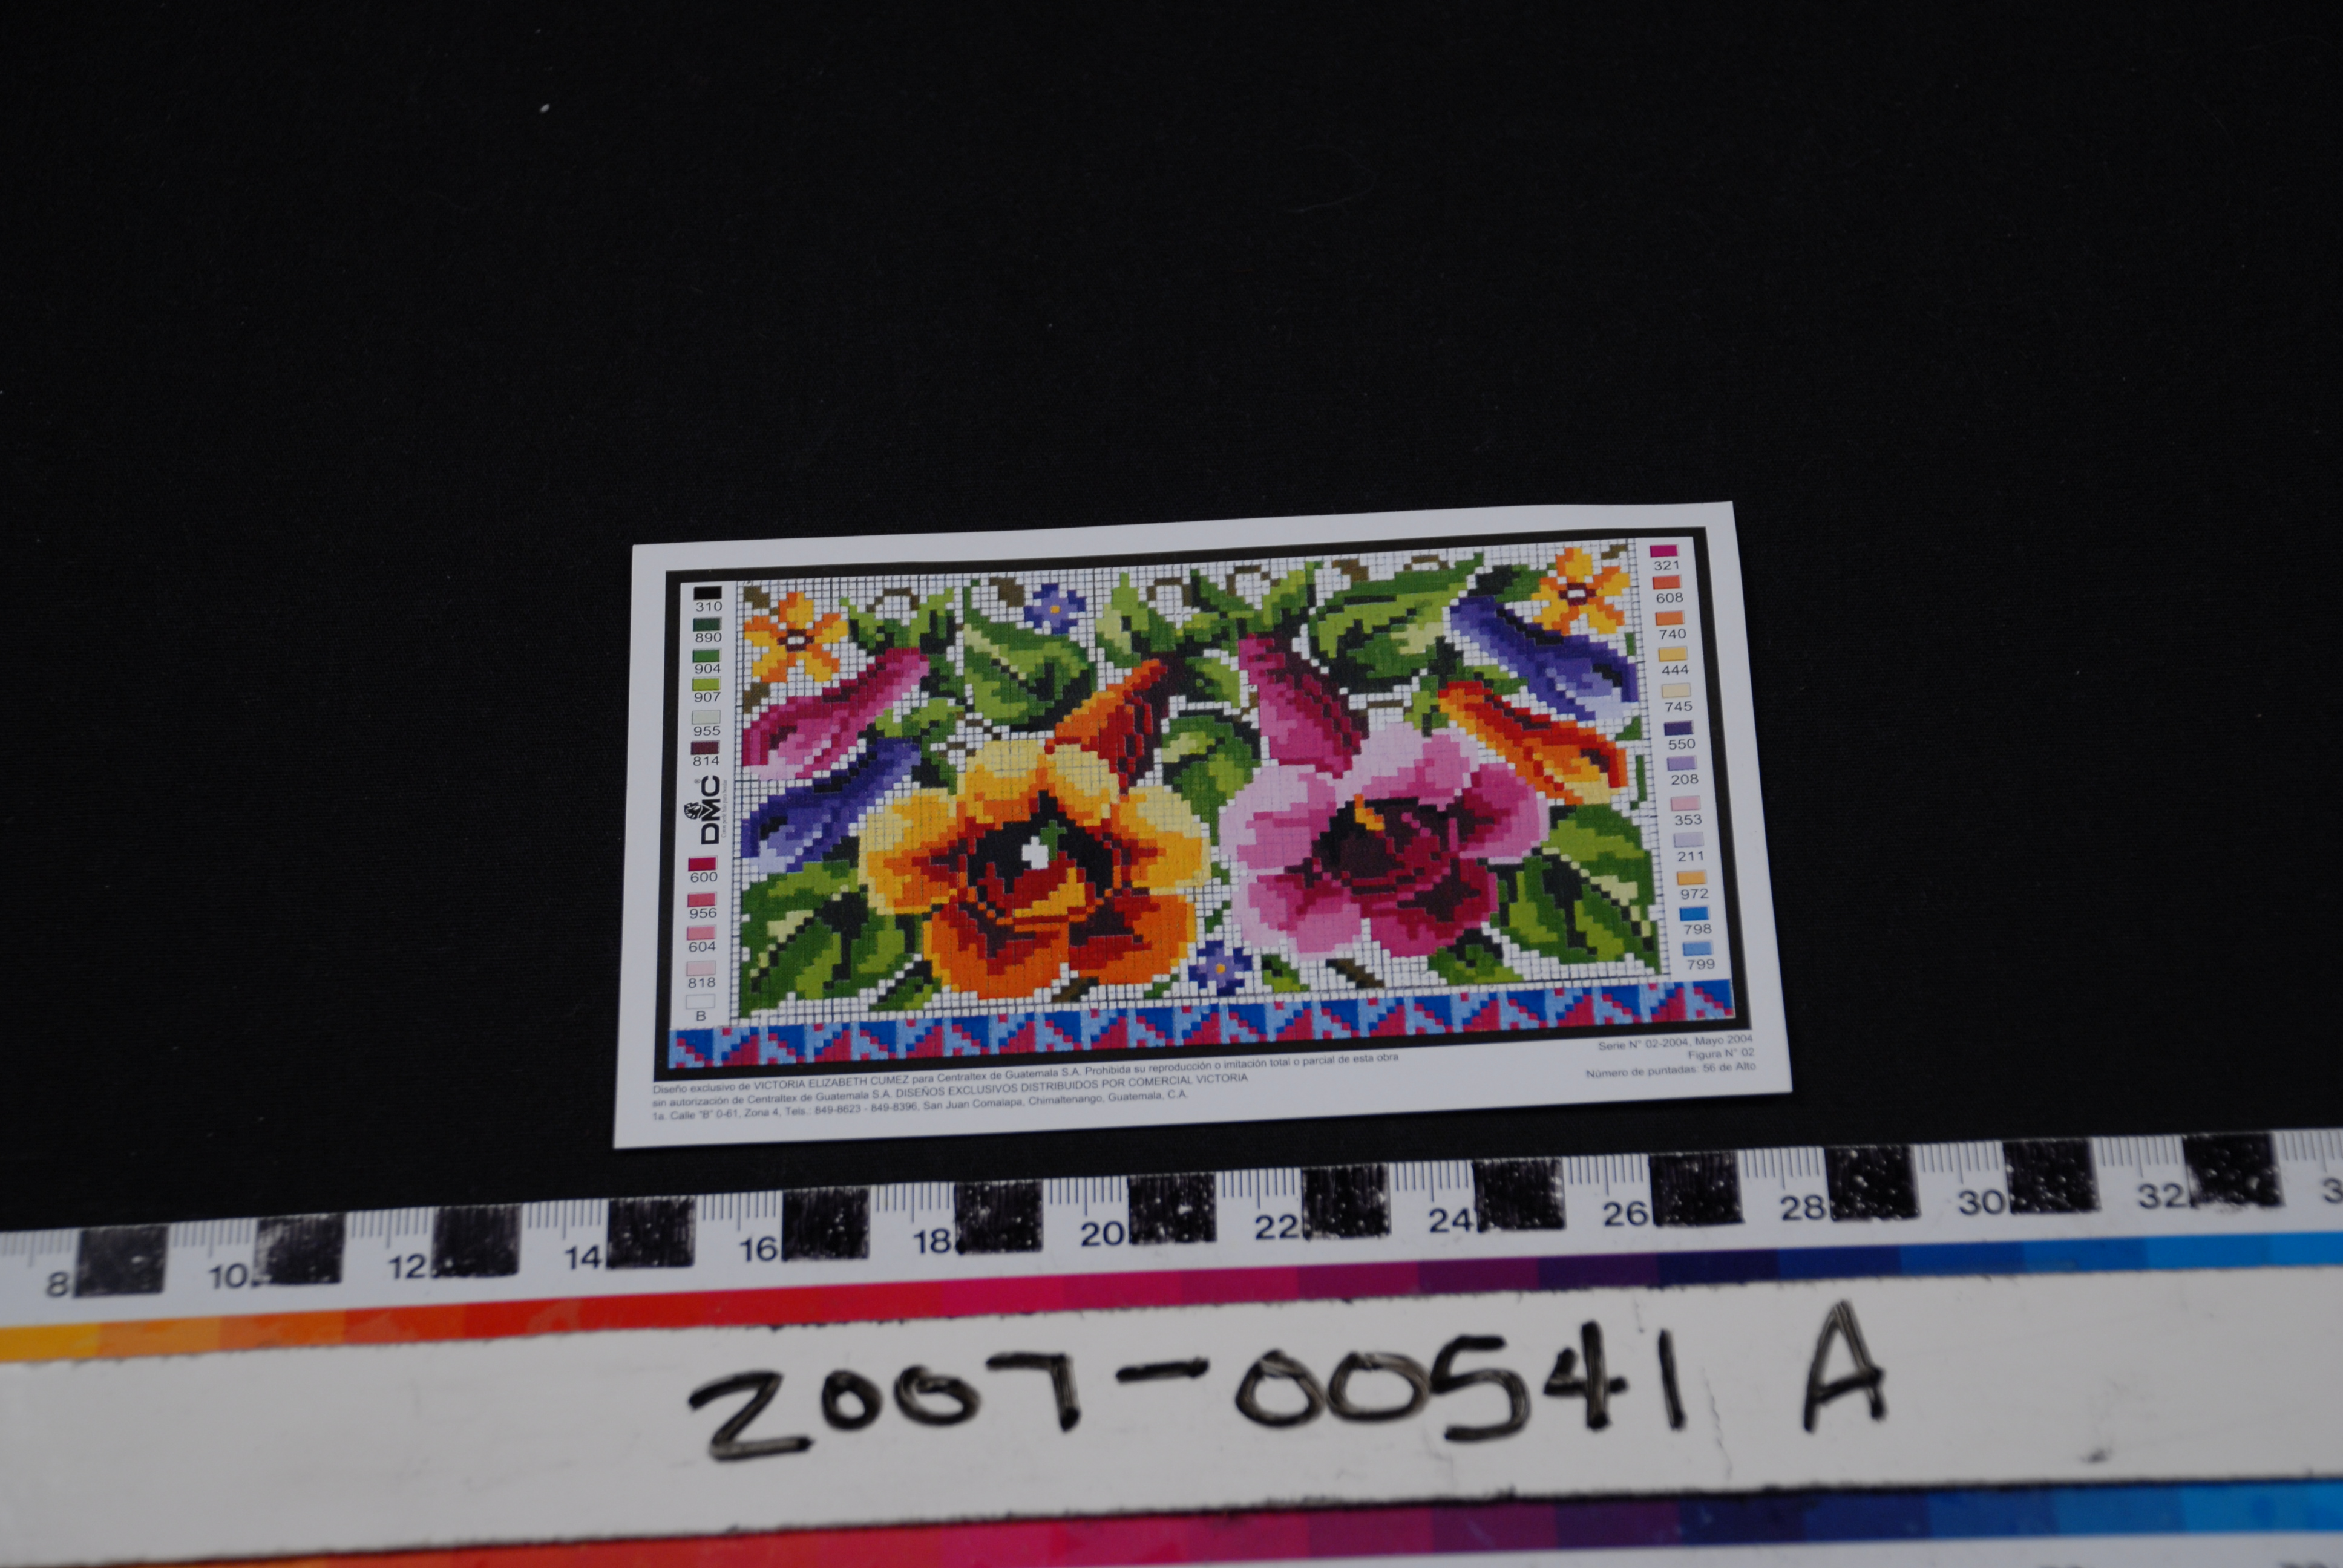 310
890
904
907
955
814
DMC
600
956
604
818
B
321
608
740
444
745
550
208
353
211
972
798
799
Diseño exclusivo de VICTORIA ELIZABETH CUMEZ para Centraltex de Guatemala S.A. Prohibida su reproducción o imitación total o parcial de esta obra
sin autorización de Centraltex de Guatemala S.A. DISEÑOS EXCLUSIVOS DISTRIBUIDOS POR COMERCIAL VICTORIA
1a. Calle "B" 0-61, Zona 4, Tels.: 849-8623 - 849-8396, San Juan Comalapa, Chimaltenango, Guatemala, C.A.
Serie N° 02-2004, Mayo 2004
Figura N° 02
Número de puntadas: 56 de Alto
8 10 12 14 16 18 20 22 24 26 28 30 32
2007-00541 A